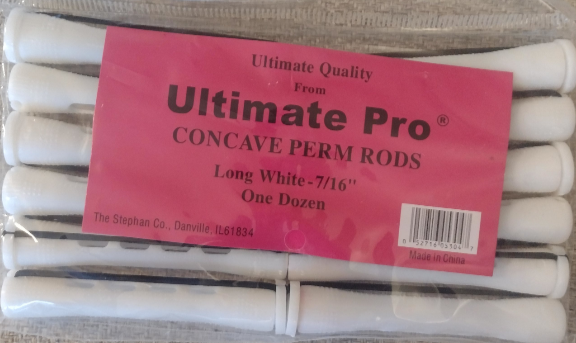 Ultimate Quality
From
Ultimate Pro®
CONCAVE PERM RODS
Long White - 7/16"
One Dozen
The Stephan Co., Danville, IL61834
Made in China